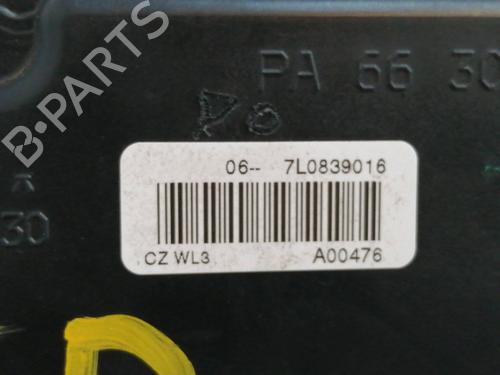 B-PARTS
PA 66 30
30
06-- 7L0839016
CZ WL3 A00476